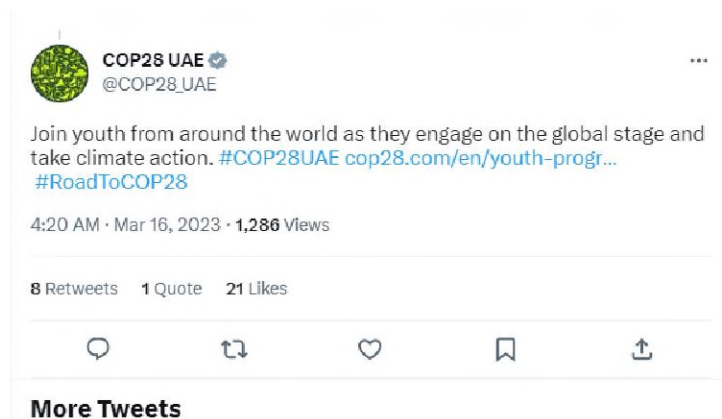 COP28 UAE
@COP28_UAE
Join youth from around the world as they engage on the global stage and
take climate action. #COP28UAE cop28.com/en/youth-progr...
#RoadToCOP28
4:20 AM · Mar 16, 2023 · 1,286 Views
8 Retweets 1 Quote 21 Likes
More Tweets